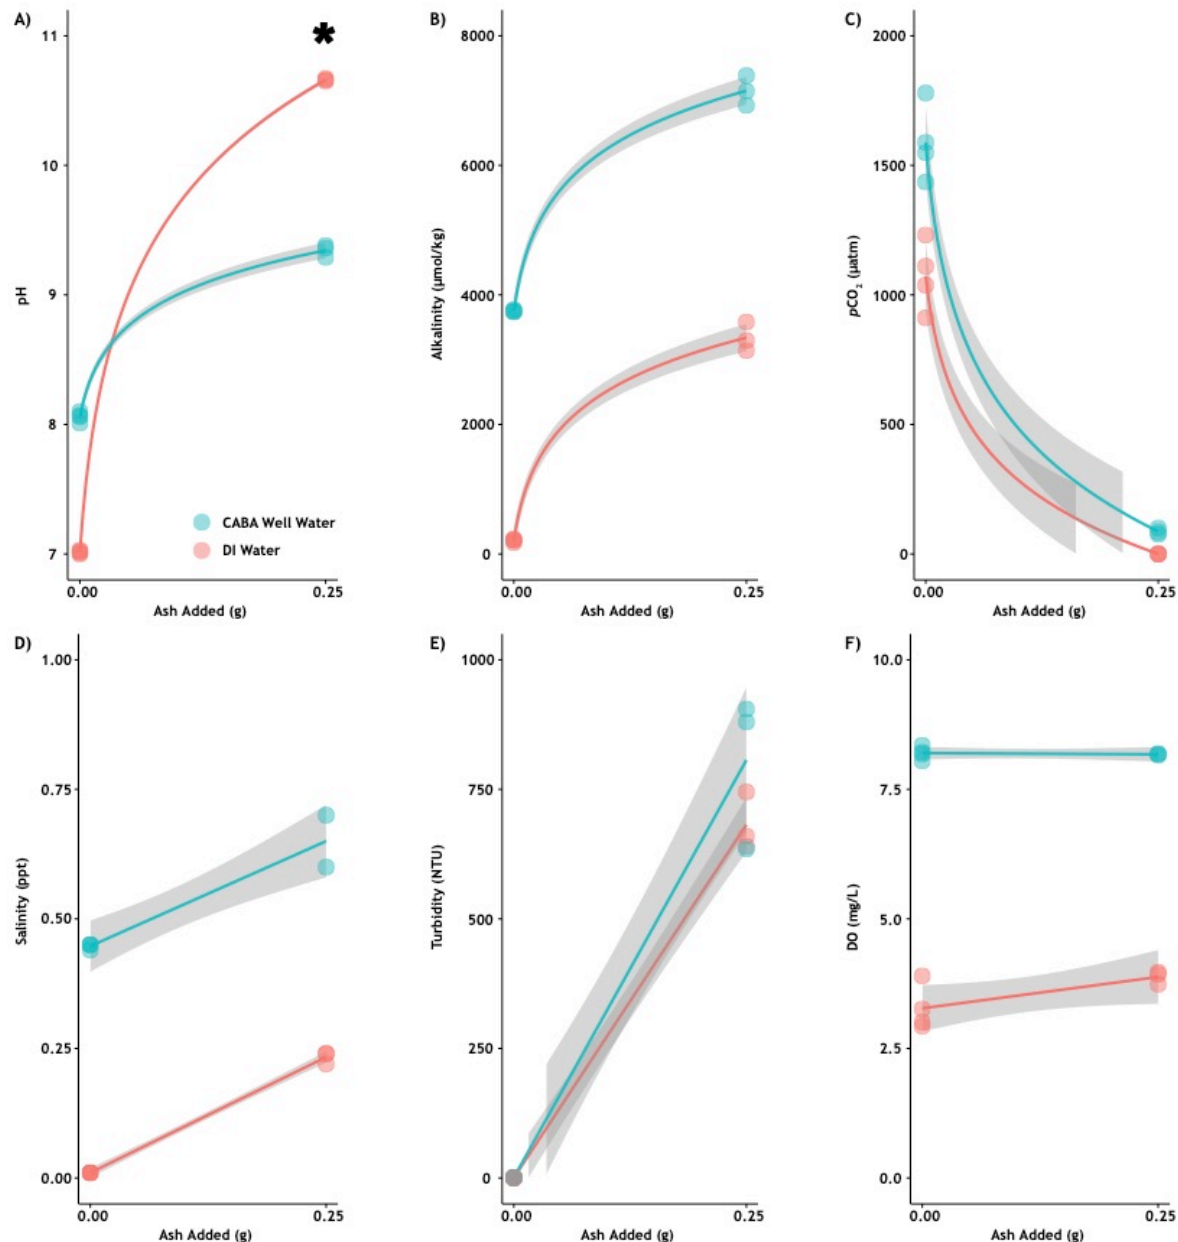 A)
11
10
9
8
7
pH
*
CABA Well Water
DI Water
0.00
0.25
Ash Added (g)
B)
8000
6000
4000
2000
0
Alkalinity (µmol/kg)
0.00
0.25
Ash Added (g)
C)
2000
1500
1000
500
0
pCO₂ (µatm)
0.00
0.25
Ash Added (g)
D)
1.00
0.75
0.50
0.25
0.00
Salinity (ppt)
0.00
0.25
Ash Added (g)
E)
1000
750
500
250
0
Turbidity (NTU)
0.00
0.25
Ash Added (g)
F)
10.0
7.5
5.0
2.5
0.0
DO (mg/L)
0.00
0.25
Ash Added (g)